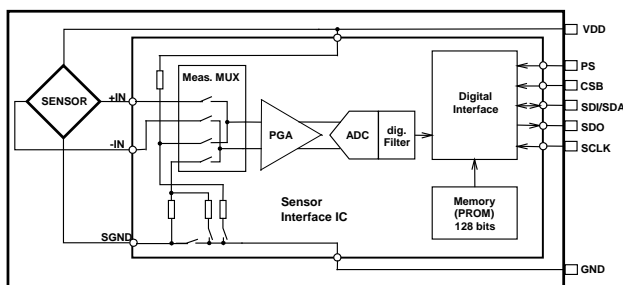 VDD
PS
CSB
SDI/SDA
SDO
SCLK
GND
SENSOR
+IN
-IN
SGND
Meas. MUX
PGA
ADC
dig.
Filter
Digital
Interface
Memory
(PROM)
128 bits
Sensor
Interface IC